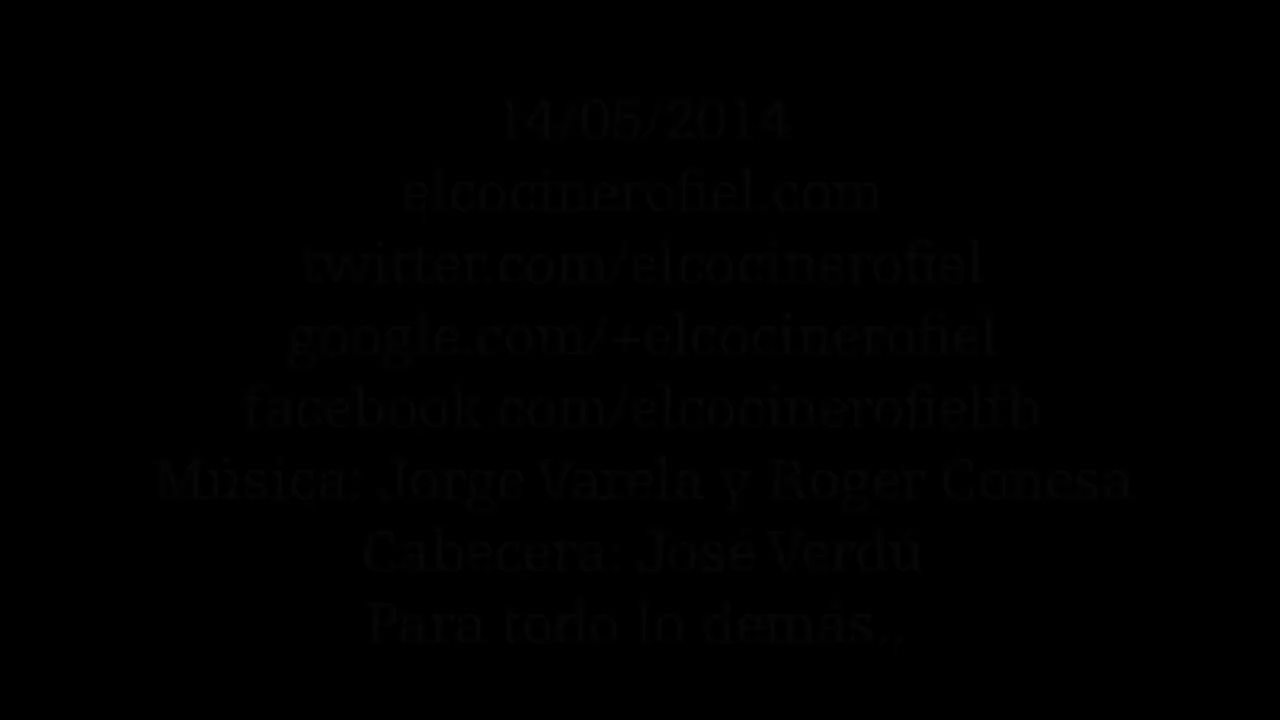 14/05/2014
elcocinerofiel.com
twitter.com/elcocinerofiel
google.com/+elcocinerofiel
facebook.com/elcocinerofielfb
Música: Jorge Varela y Roger Conesa
Cabecera: José Verdú
Para todo lo demás..